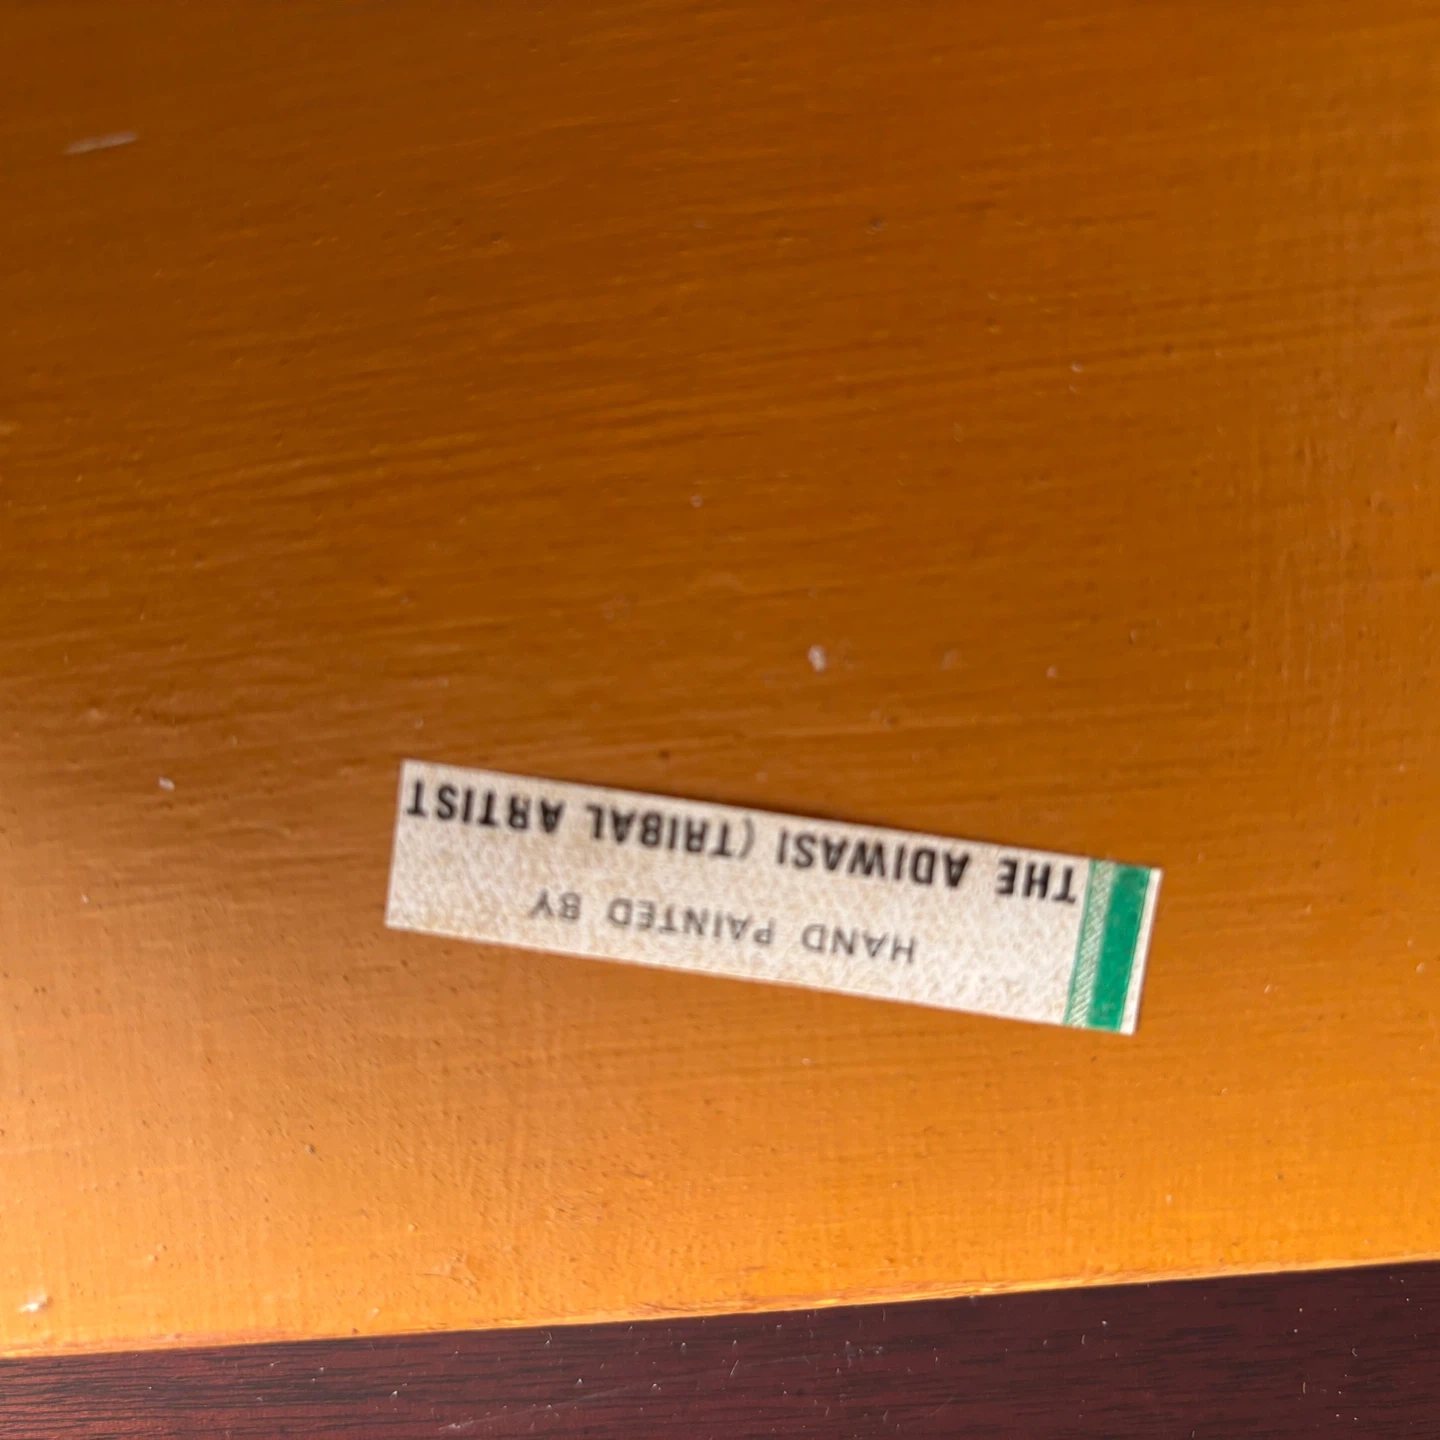 HAND PAINTED BY
THE ADIWASI (TRIBAL ARTIST